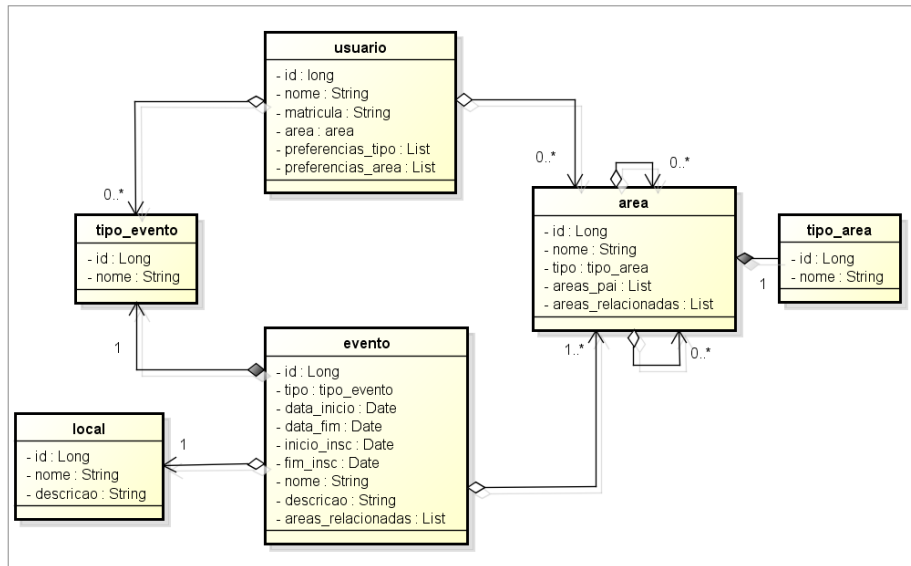 usuario
- id : long
- nome : String
- matricula : String
- area : area
- preferencias_tipo : List
- preferencias_area : List
0..*
0..*
0..*
tipo_evento
- id : Long
- nome : String
area
- id : Long
- nome : String
- tipo : tipo_area
- areas_pai : List
- areas_relacionadas : List
tipo_area
- id : Long
- nome : String
1
1
evento
- id : Long
- tipo : tipo_evento
- data_inicio : Date
- data_fim : Date
- inicio_insc : Date
- fim_insc : Date
- nome : String
- descricao : String
- areas_relacionadas : List
1..*
0..*
local
- id : Long
- nome : String
- descricao : String
1